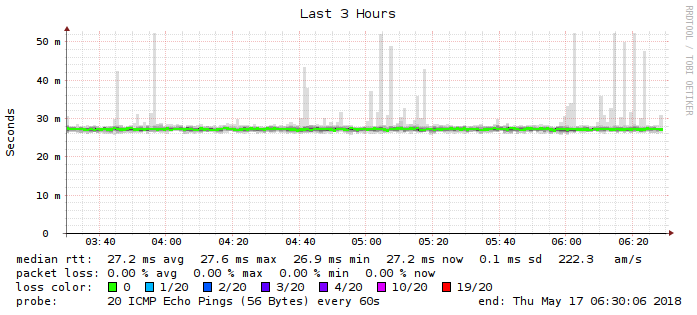 Last 3 Hours
RRDTOOL / TOBI OETIKER
Seconds
50 m
40 m
30 m
20 m
10 m
0
03:40 04:00 04:20 04:40 05:00 05:20 05:40 06:00 06:20
median rtt: 27.2 ms avg 27.6 ms max 26.9 ms min 27.2 ms now 0.1 ms sd 222.3 am/s
packet loss: 0.00 % avg 0.00 % max 0.00 % min 0.00 % now
loss color: 0 1/20 2/20 3/20 4/20 10/20 19/20
probe: 20 ICMP Echo Pings (56 Bytes) every 60s end: Thu May 17 06:30:06 2018